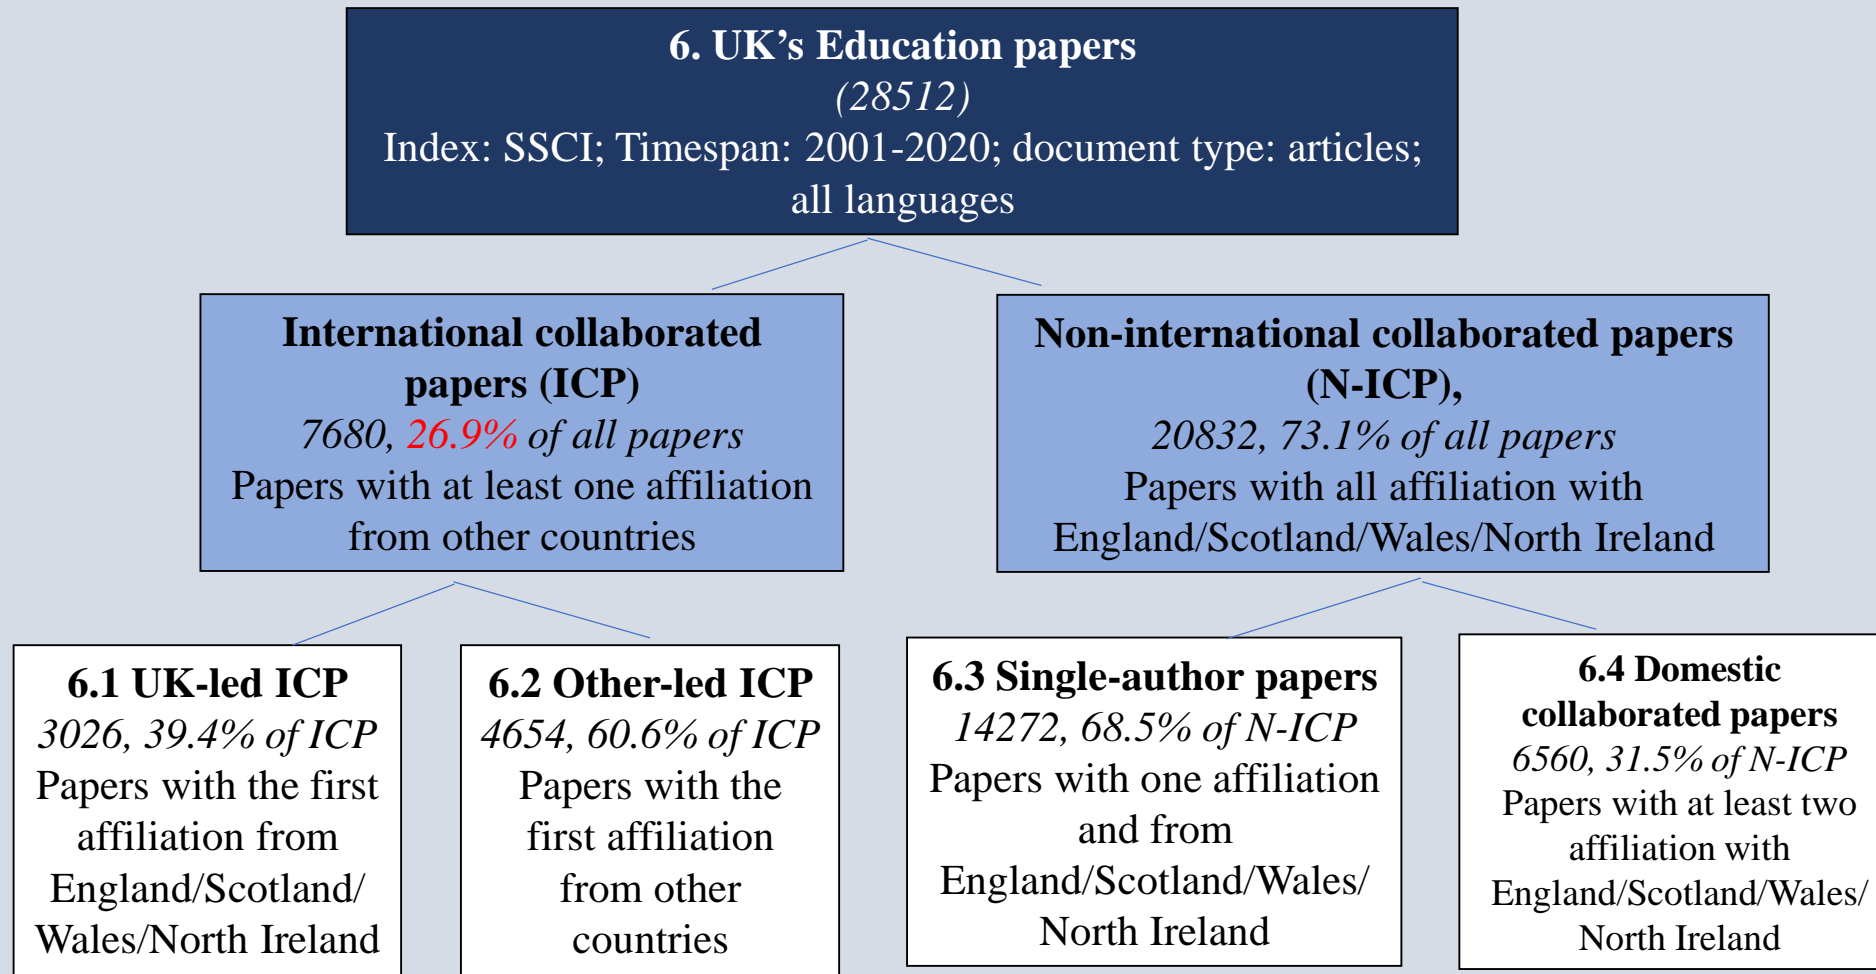 6. UK’s Education papers
(28512)
Index: SSCI; Timespan: 2001-2020; document type: articles;
all languages
International collaborated
papers (ICP)
7680, 26.9% of all papers
Papers with at least one affiliation
from other countries
Non-international collaborated papers
(N-ICP),
20832, 73.1% of all papers
Papers with all affiliation with
England/Scotland/Wales/North Ireland
6.1 UK-led ICP
3026, 39.4% of ICP
Papers with the first
affiliation from
England/Scotland/
Wales/North Ireland
6.2 Other-led ICP
4654, 60.6% of ICP
Papers with the
first affiliation
from other
countries
6.3 Single-author papers
14272, 68.5% of N-ICP
Papers with one affiliation
and from
England/Scotland/Wales/
North Ireland
6.4 Domestic
collaborated papers
6560, 31.5% of N-ICP
Papers with at least two
affiliation with
England/Scotland/Wales/
North Ireland